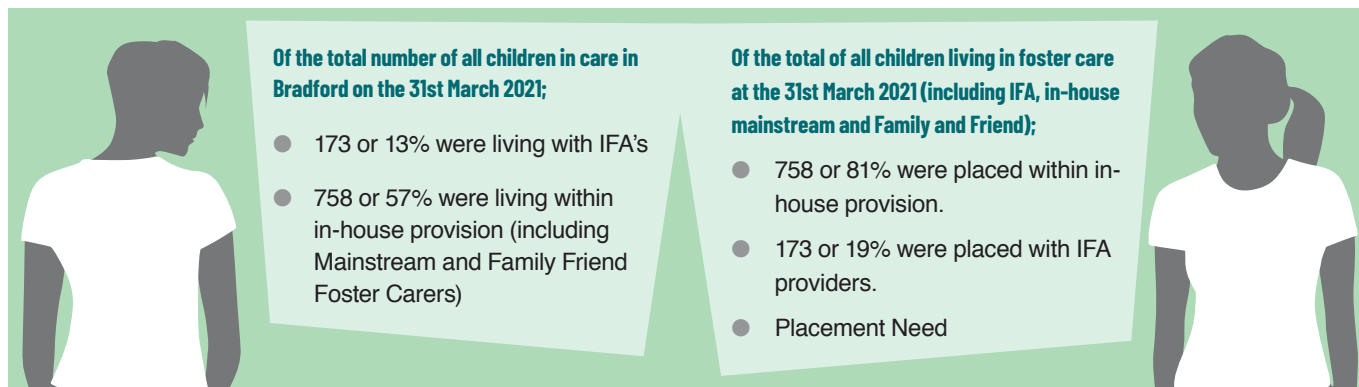 Of the total number of all children in care in
Bradford on the 31st March 2021;
173 or 13% were living with IFA's
758 or 57% were living within
in-house provision (including
Mainstream and Family Friend
Foster Carers)
Of the total of all children living in foster care
at the 31st March 2021 (including IFA, in-house
mainstream and Family and Friend);
758 or 81% were placed within in-
house provision.
173 or 19% were placed with IFA
providers.
Placement Need